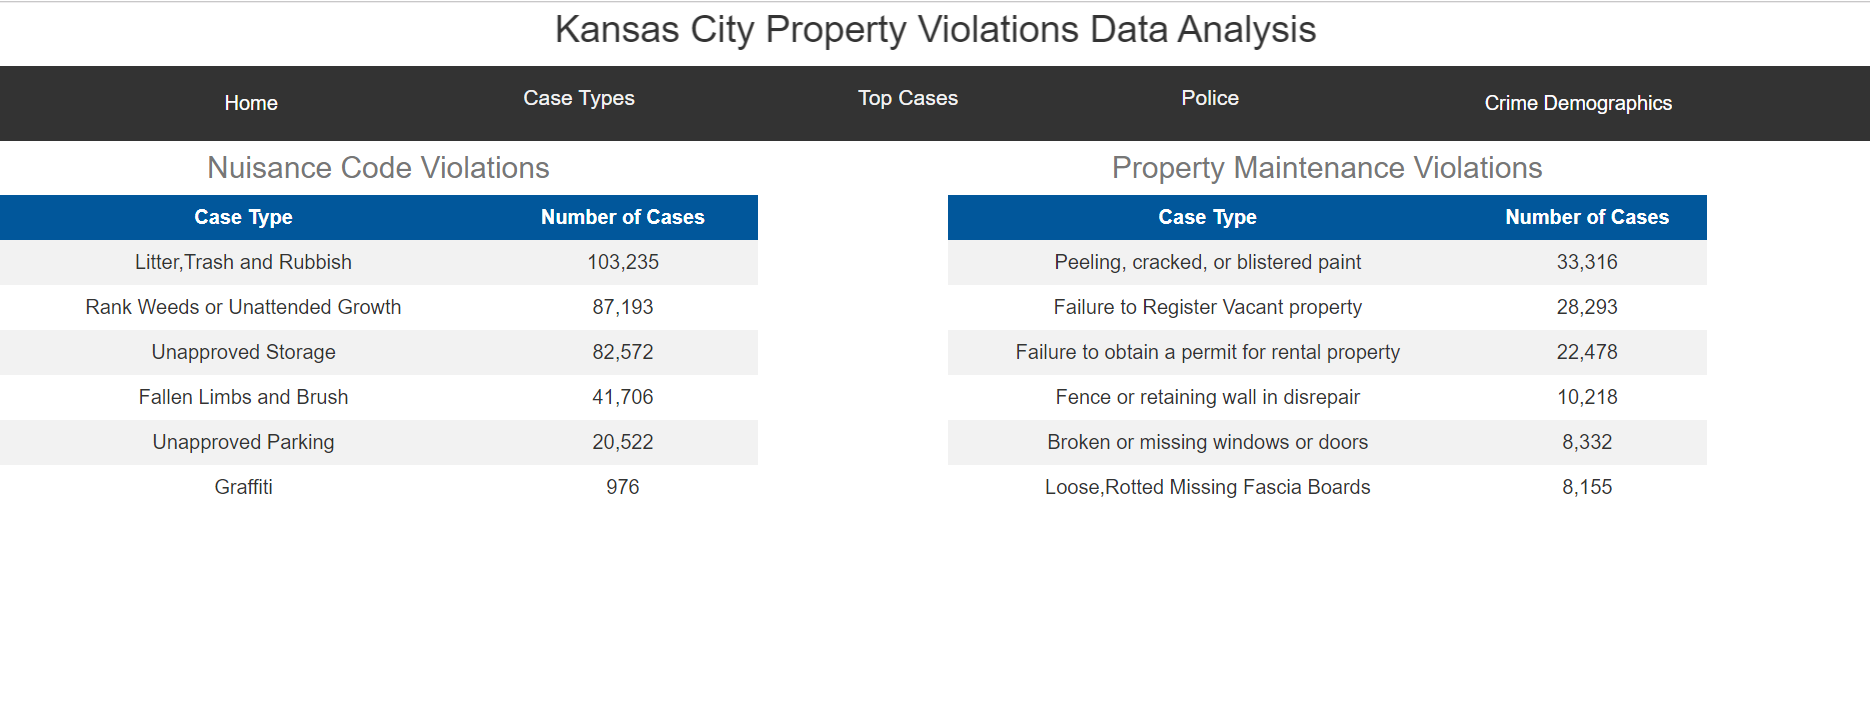 Kansas City Property Violations Data Analysis
Home Case Types Top Cases Police Crime Demographics
Nuisance Code Violations
Case Type Number of Cases
Litter,Trash and Rubbish 103,235
Rank Weeds or Unattended Growth 87,193
Unapproved Storage 82,572
Fallen Limbs and Brush 41,706
Unapproved Parking 20,522
Graffiti 976
Property Maintenance Violations
Case Type Number of Cases
Peeling, cracked, or blistered paint 33,316
Failure to Register Vacant property 28,293
Failure to obtain a permit for rental property 22,478
Fence or retaining wall in disrepair 10,218
Broken or missing windows or doors 8,332
Loose,Rotted Missing Fascia Boards 8,155